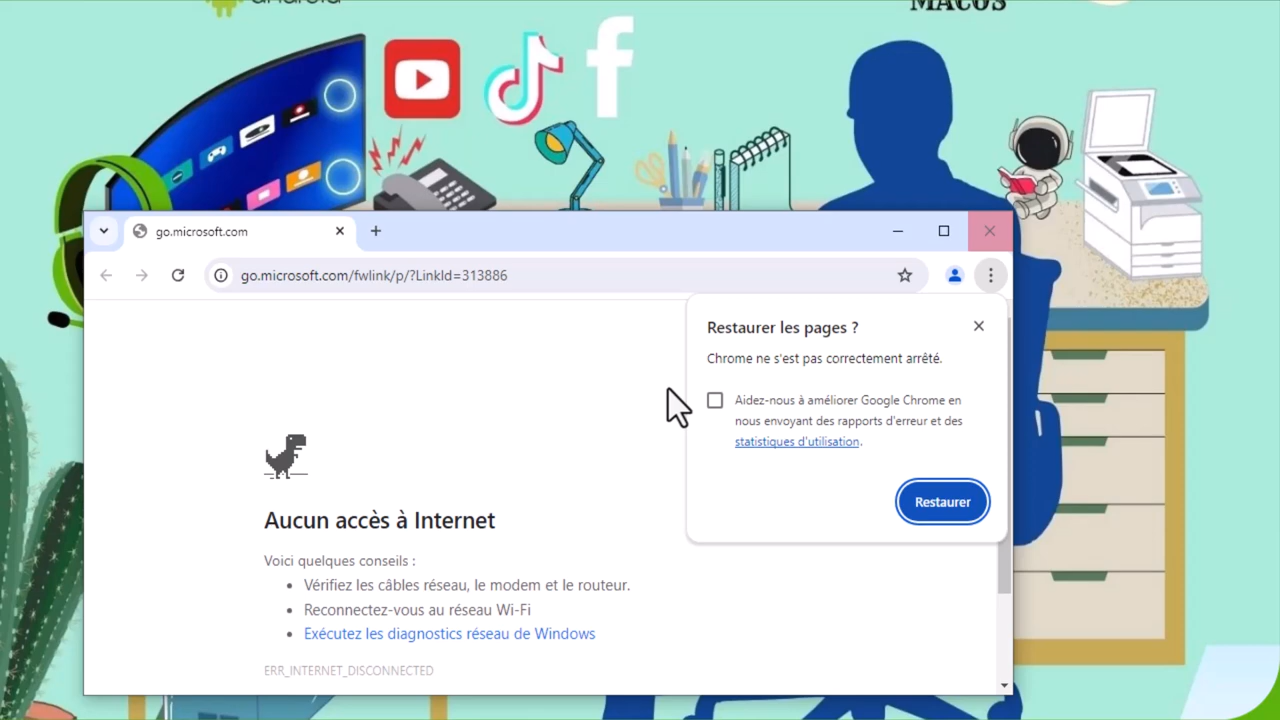 android
MACOS
go.microsoft.com
go.microsoft.com/fwlink/p/?LinkId=313886
Restaurer les pages ?
Chrome ne s'est pas correctement arrêté.
Aidez-nous à améliorer Google Chrome en
nous envoyant des rapports d'erreur et des
statistiques d'utilisation.
Restaurer
Aucun accès à Internet
Voici quelques conseils :
• Vérifiez les câbles réseau, le modem et le routeur.
• Reconnectez-vous au réseau Wi-Fi
• Exécutez les diagnostics réseau de Windows
ERR_INTERNET_DISCONNECTED